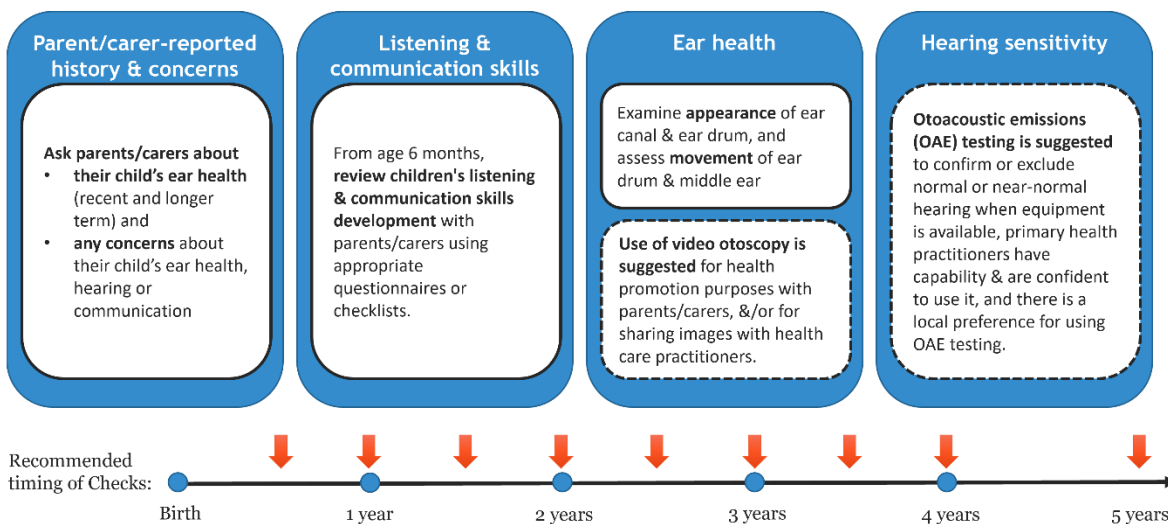 Parent/carer-reported
history & concerns
Ask parents/carers about
• their child's ear health
(recent and longer
term) and
• any concerns about
their child's ear health,
hearing or
communication
Listening &
communication skills
From age 6 months,
review children's listening
& communication skills
development with
parents/carers using
appropriate
questionnaires or
checklists.
Ear health
Examine appearance of ear
canal & ear drum, and
assess movement of ear
drum & middle ear
Use of video otoscopy is
suggested for health
promotion purposes with
parents/carers, &/or for
sharing images with health
care practitioners.
Hearing sensitivity
Otoacoustic emissions
(OAE) testing is suggested
to confirm or exclude
normal or near-normal
hearing when equipment
is available, primary health
practitioners have
capability & are confident
to use it, and there is a
local preference for using
OAE testing.
Recommended
timing of Checks:
Birth
1 year
2 years
3 years
4 years
5 years